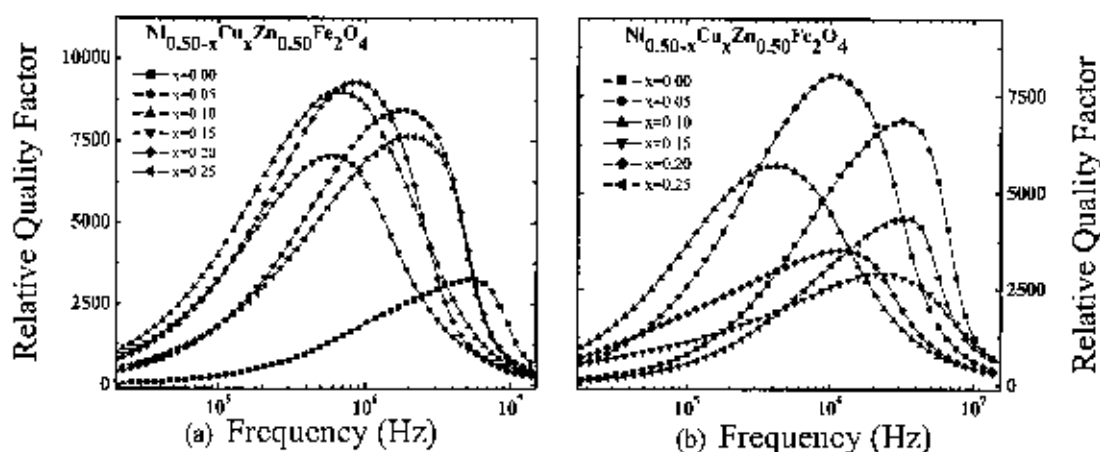 Ni0.50-xCuxZn0.50Fe2O4
Relative Quality Factor
10000
7500
5000
2500
0
x=0.00
x=0.05
x=0.10
x=0.15
x=0.20
x=0.25
10^5
10^6
10^7
(a) Frequency (Hz)
Ni0.50-xCuxZn0.50Fe2O4
x=0.00
x=0.05
x=0.10
x=0.15
x=0.20
x=0.25
7500
5000
2500
0
Relative Quality Factor
10^5
10^6
10^7
(b) Frequency (Hz)